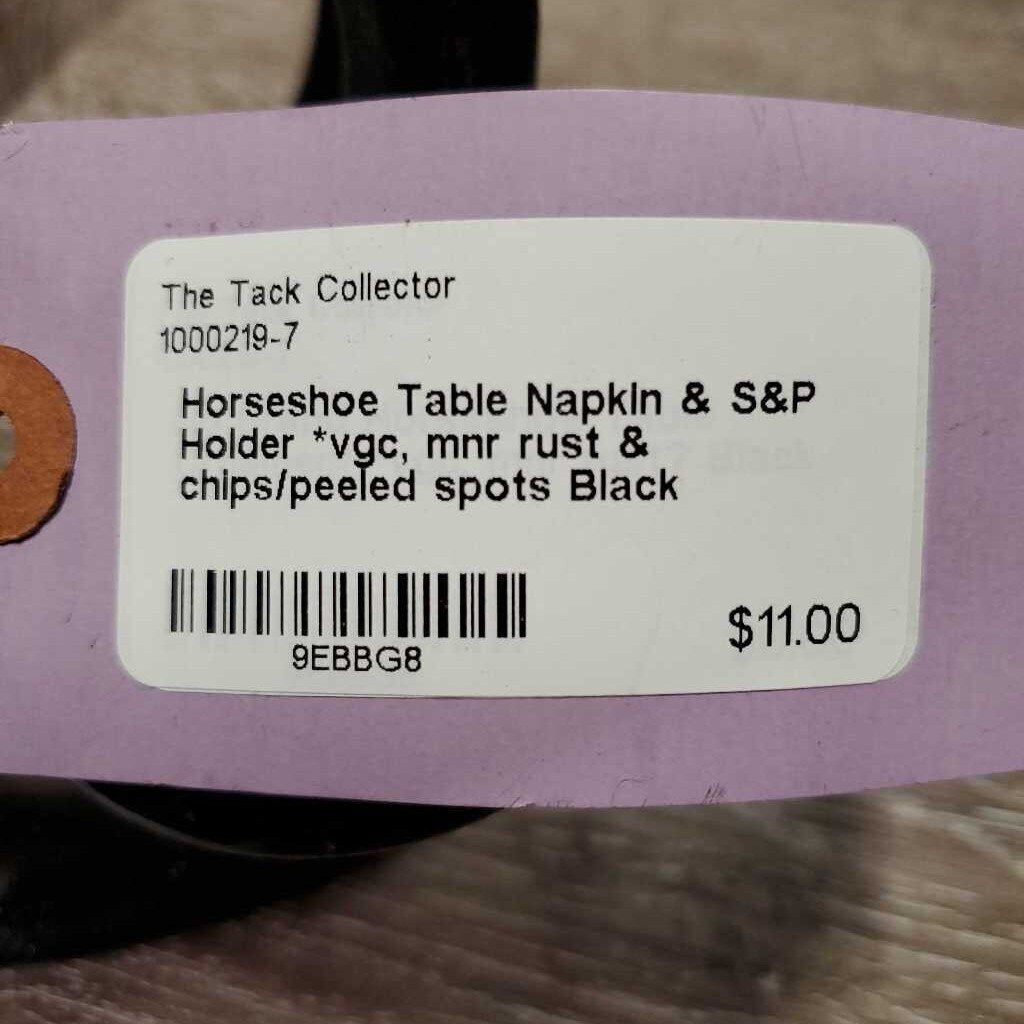 The Tack Collector
1000219-7
Horseshoe Table Napkin & S&P
Holder *vgc, mnr rust &
chips/peeled spots Black
9EBBG8
$11.00